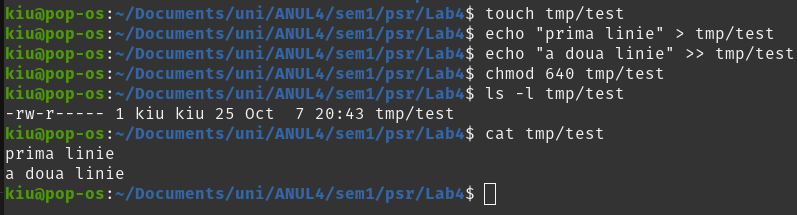 kiu@pop-os:~/Documents/uni/ANUL4/sem1/psr/Lab4$ touch tmp/test
kiu@pop-os:~/Documents/uni/ANUL4/sem1/psr/Lab4$ echo "prima linie" > tmp/test
kiu@pop-os:~/Documents/uni/ANUL4/sem1/psr/Lab4$ echo "a doua linie" >> tmp/test
kiu@pop-os:~/Documents/uni/ANUL4/sem1/psr/Lab4$ chmod 640 tmp/test
kiu@pop-os:~/Documents/uni/ANUL4/sem1/psr/Lab4$ ls -l tmp/test
-rw-r----- 1 kiu kiu 25 Oct  7 20:43 tmp/test
kiu@pop-os:~/Documents/uni/ANUL4/sem1/psr/Lab4$ cat tmp/test
prima linie
a doua linie
kiu@pop-os:~/Documents/uni/ANUL4/sem1/psr/Lab4$